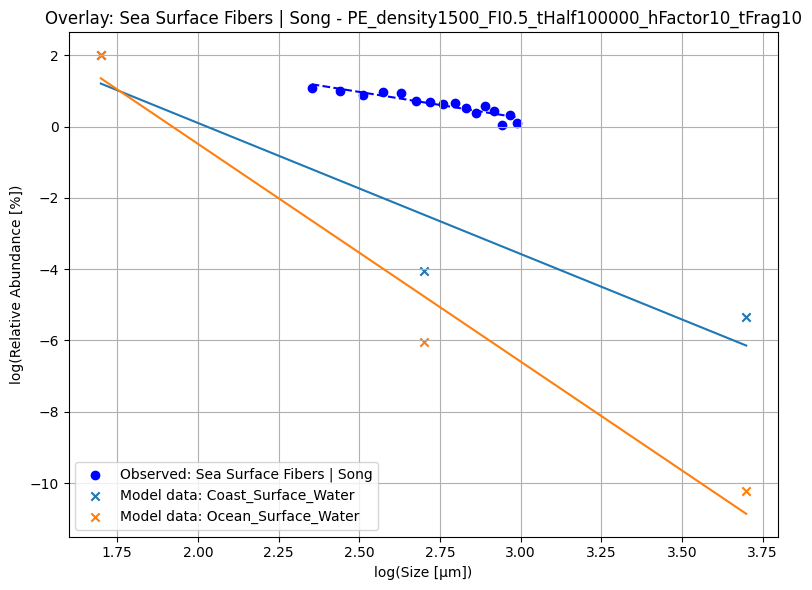 Overlay: Sea Surface Fibers | Song - PE_density1500_FI0.5_tHalf100000_hFactor10_tFrag10
log(Relative Abundance [%])
2
0
−2
−4
−6
−8
−10
Observed: Sea Surface Fibers | Song
Model data: Coast_Surface_Water
Model data: Ocean_Surface_Water
1.75 2.00 2.25 2.50 2.75 3.00 3.25 3.50 3.75
log(Size [μm])